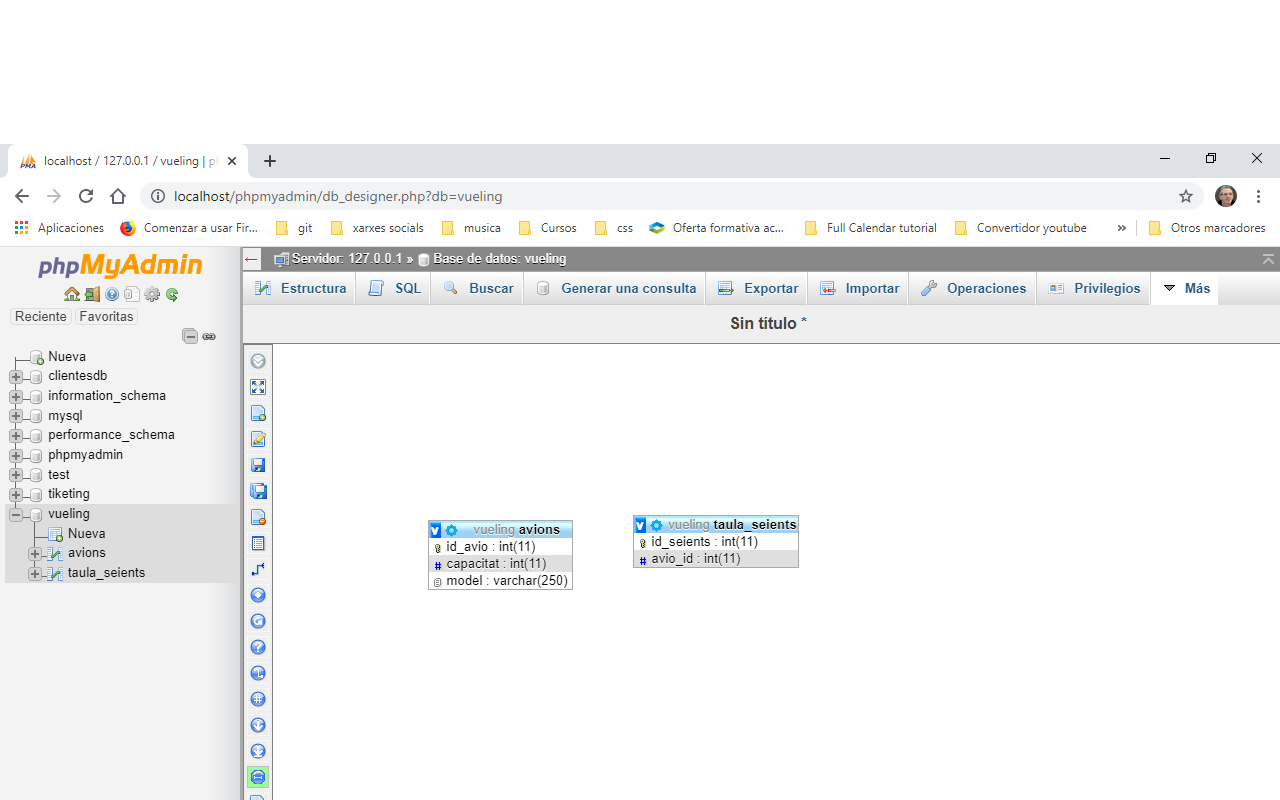 PMA localhost / 127.0.0.1 / vueling | ph
localhost/phpmyadmin/db_designer.php?db=vueling
Aplicaciones Comenzar a usar Fir... git xarxes socials musica Cursos css Oferta formativa ac... Full Calendar tutorial Convertidor youtube » Otros marcadores
phpMyAdmin
Reciente Favoritas
Nueva
clientesdb
information_schema
mysql
performance_schema
phpmyadmin
test
tiketing
vueling
Nueva
avions
taula_seients
Servidor: 127.0.0.1 » Base de datos: vueling
Estructura SQL Buscar Generar una consulta Exportar Importar Operaciones Privilegios Más
Sin título *
vueling avions
id_avio : int(11)
capacitat : int(11)
model : varchar(250)
vueling taula_seients
id_seients : int(11)
avio_id : int(11)